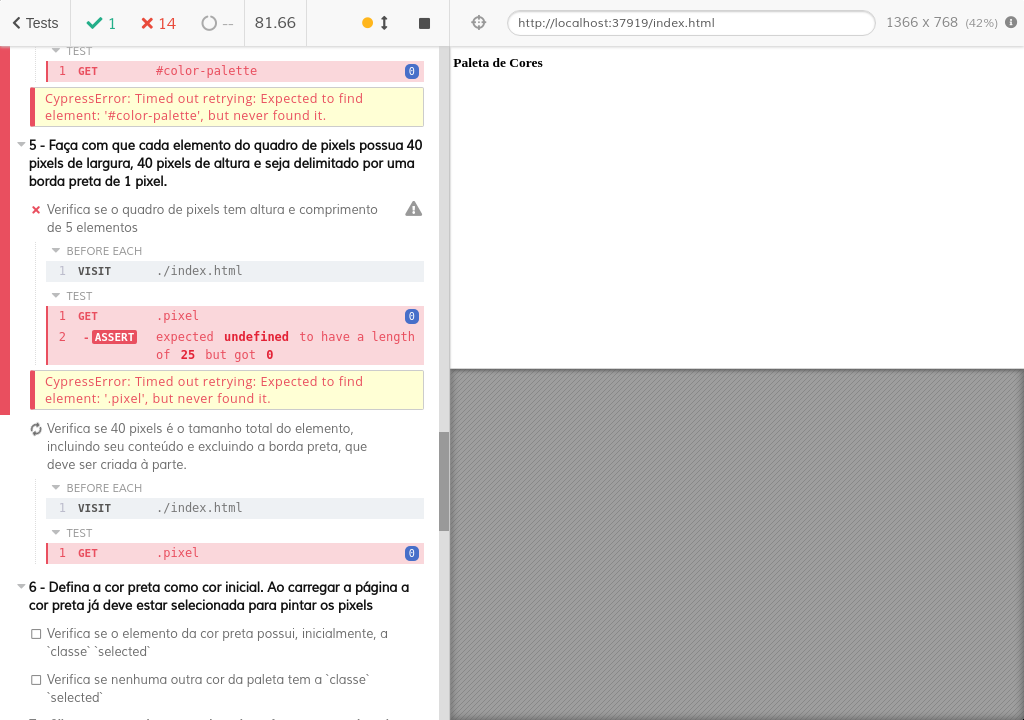 Tests
1
14
--
81.66
http://localhost:37919/index.html
1366 x 768 (42%)
TEST
1 GET #color-palette 0
CypressError: Timed out retrying: Expected to find
element: '#color-palette', but never found it.
5 - Faça com que cada elemento do quadro de pixels possua 40
pixels de largura, 40 pixels de altura e seja delimitado por uma
borda preta de 1 pixel.
Verifica se o quadro de pixels tem altura e comprimento
de 5 elementos
BEFORE EACH
1 VISIT ./index.html
TEST
1 GET .pixel 0
2 - ASSERT expected undefined to have a length
of 25 but got 0
CypressError: Timed out retrying: Expected to find
element: '.pixel', but never found it.
Verifica se 40 pixels é o tamanho total do elemento,
incluindo seu conteúdo e excluindo a borda preta, que
deve ser criada à parte.
BEFORE EACH
1 VISIT ./index.html
TEST
1 GET .pixel 0
6 - Defina a cor preta como cor inicial. Ao carregar a página a
cor preta já deve estar selecionada para pintar os pixels
Verifica se o elemento da cor preta possui, inicialmente, a
`classe` `selected`
Verifica se nenhuma outra cor da paleta tem a `classe`
`selected`
Paleta de Cores